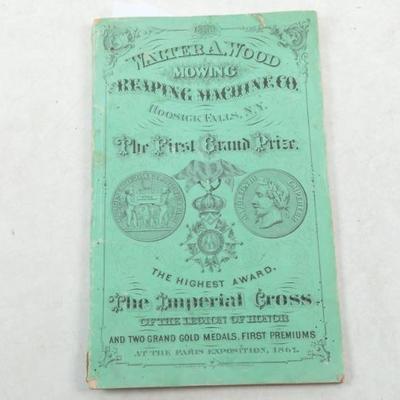 WALTER A. WOOD
MOWING
AND
REAPING MACHINE CO.
HOOSICK FALLS, N.Y.
The First Grand Prize.
THE HIGHEST AWARD.
The Imperial Cross
OF THE LEGION OF HONOR
AND TWO GRAND GOLD MEDALS, FIRST PREMIUMS
AT THE PARIS EXPOSITION, 1867.